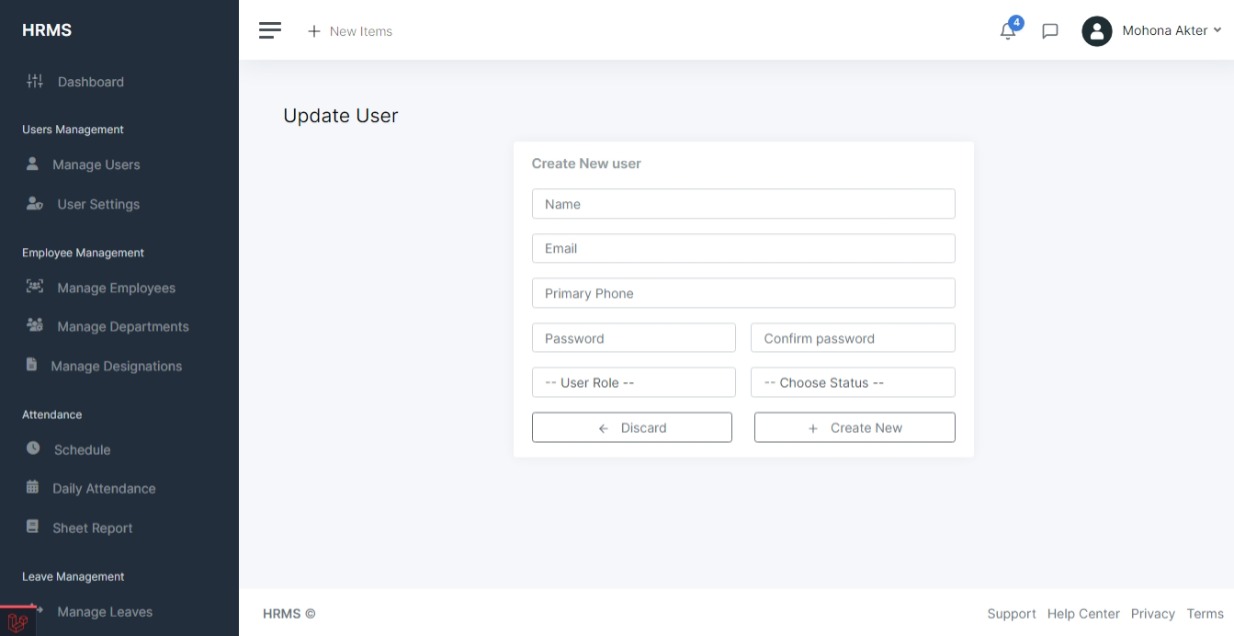 HRMS
Dashboard
Users Management
Manage Users
User Settings
Employee Management
Manage Employees
Manage Departments
Manage Designations
Attendance
Schedule
Daily Attendance
Sheet Report
Leave Management
Manage Leaves
+ New Items
4
Mohona Akter
Update User
Create New user
Name
Email
Primary Phone
Password Confirm password
-- User Role -- -- Choose Status --
← Discard + Create New
HRMS © Support Help Center Privacy Terms